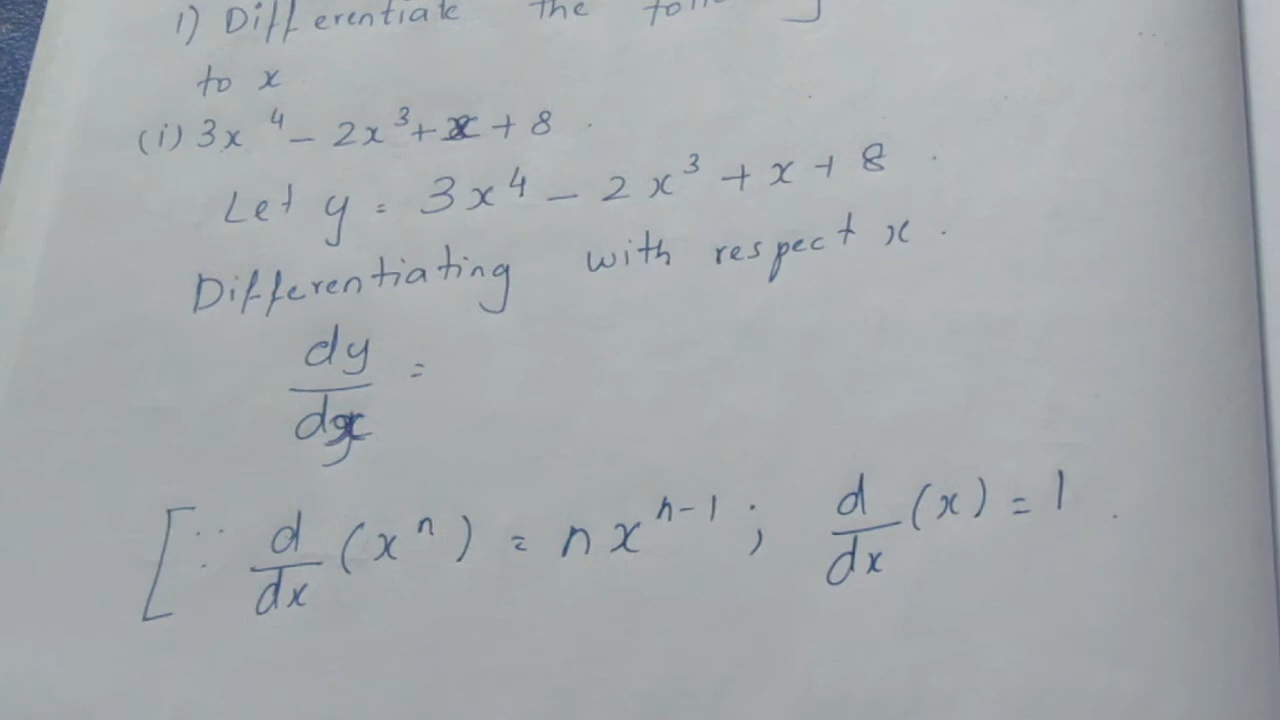 1) Differentiate the
to x
(i) 3x⁴ - 2x³ + x + 8
Let y = 3x⁴ - 2x³ + x + 8
Differentiating with respect x.
dy/dx =
[∵ d/dx (xⁿ) = nxⁿ⁻¹ ; d/dx (x) = 1